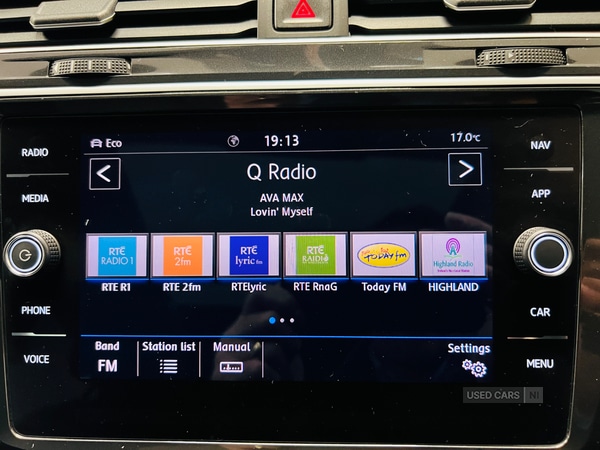 RADIO
MEDIA
PHONE
VOICE
NAV
APP
CAR
MENU
Eco
19:13
17.0°C
<
Q Radio
>
AVA MAX
Lovin' Myself
RTÉ
RADIO 1
RTÉ
2fm
RTÉ
lyric fm
RTÉ
RAIDIÓ
TODAY fm
Highland Radio
RTE R1
RTE 2fm
RTElyric
RTE RnaG
Today FM
HIGHLAND
Band
FM
Station list
Manual
Settings
USED CARS NI